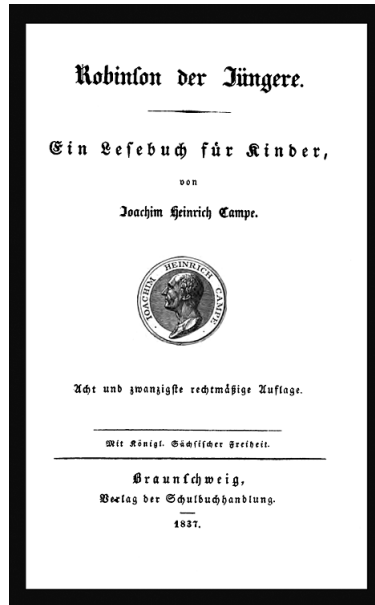 Robinson der Jüngere.
Ein Lesebuch für Kinder,
von
Joachim Heinrich Campe.
JOACHIM HEINRICH CAMPE
Acht und zwanzigste rechtmäßige Auflage.
Mit Königl. Sächsischer Freiheit.
Braunschweig,
Verlag der Schulbuchhandlung.
1837.